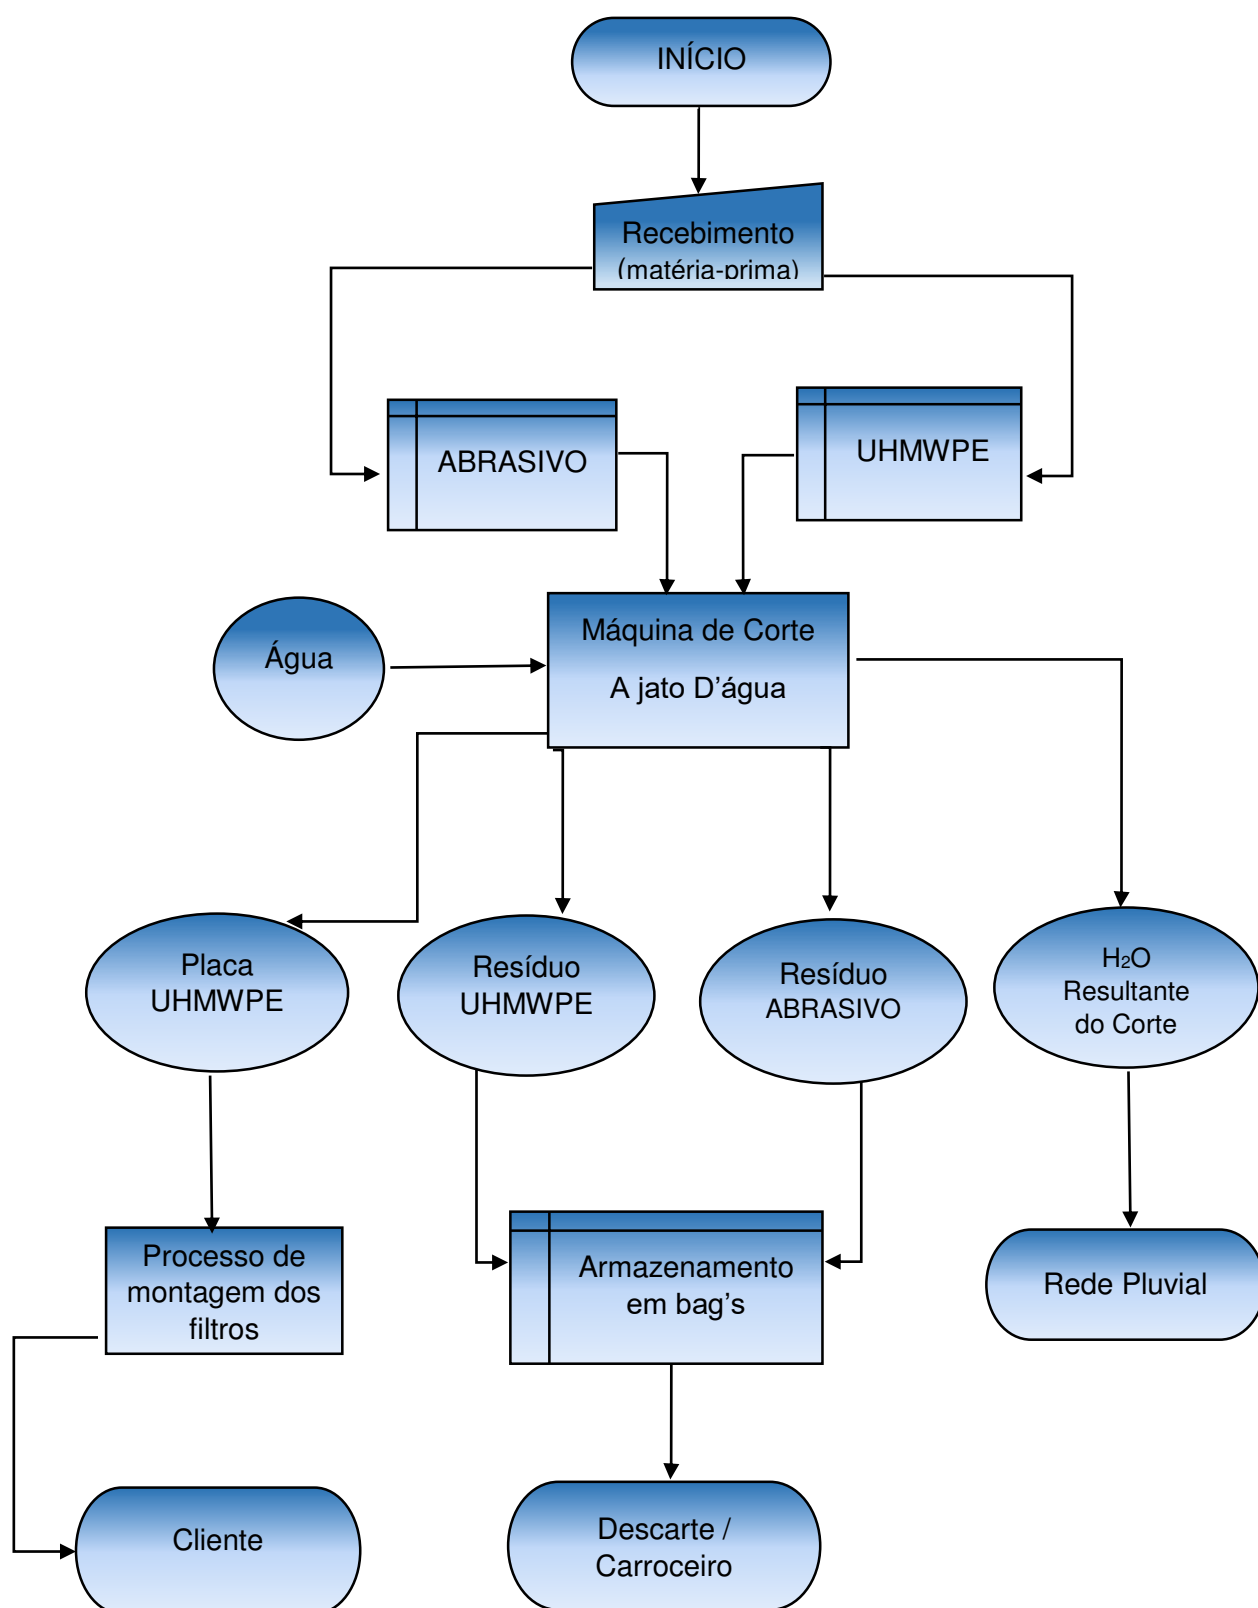 INÍCIO
Recebimento
(matéria-prima)
ABRASIVO
UHMWPE
Água
Máquina de Corte
A jato D’água
Placa
UHMWPE
Resíduo
UHMWPE
Resíduo
ABRASIVO
H₂O
Resultante
do Corte
Processo de
montagem dos
filtros
Armazenamento
em bag’s
Rede Pluvial
Cliente
Descarte /
Carroceiro